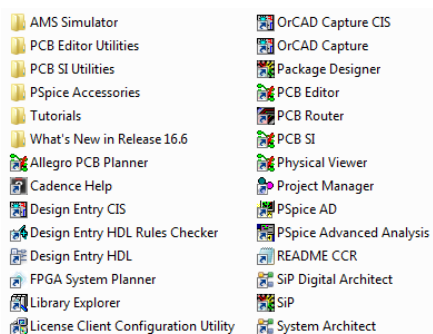 AMS Simulator
PCB Editor Utilities
PCB SI Utilities
PSpice Accessories
Tutorials
What's New in Release 16.6
Allegro PCB Planner
Cadence Help
Design Entry CIS
Design Entry HDL Rules Checker
Design Entry HDL
FPGA System Planner
Library Explorer
License Client Configuration Utility
OrCAD Capture CIS
OrCAD Capture
Package Designer
PCB Editor
PCB Router
PCB SI
Physical Viewer
Project Manager
PSpice AD
PSpice Advanced Analysis
README CCR
SiP Digital Architect
SiP
System Architect